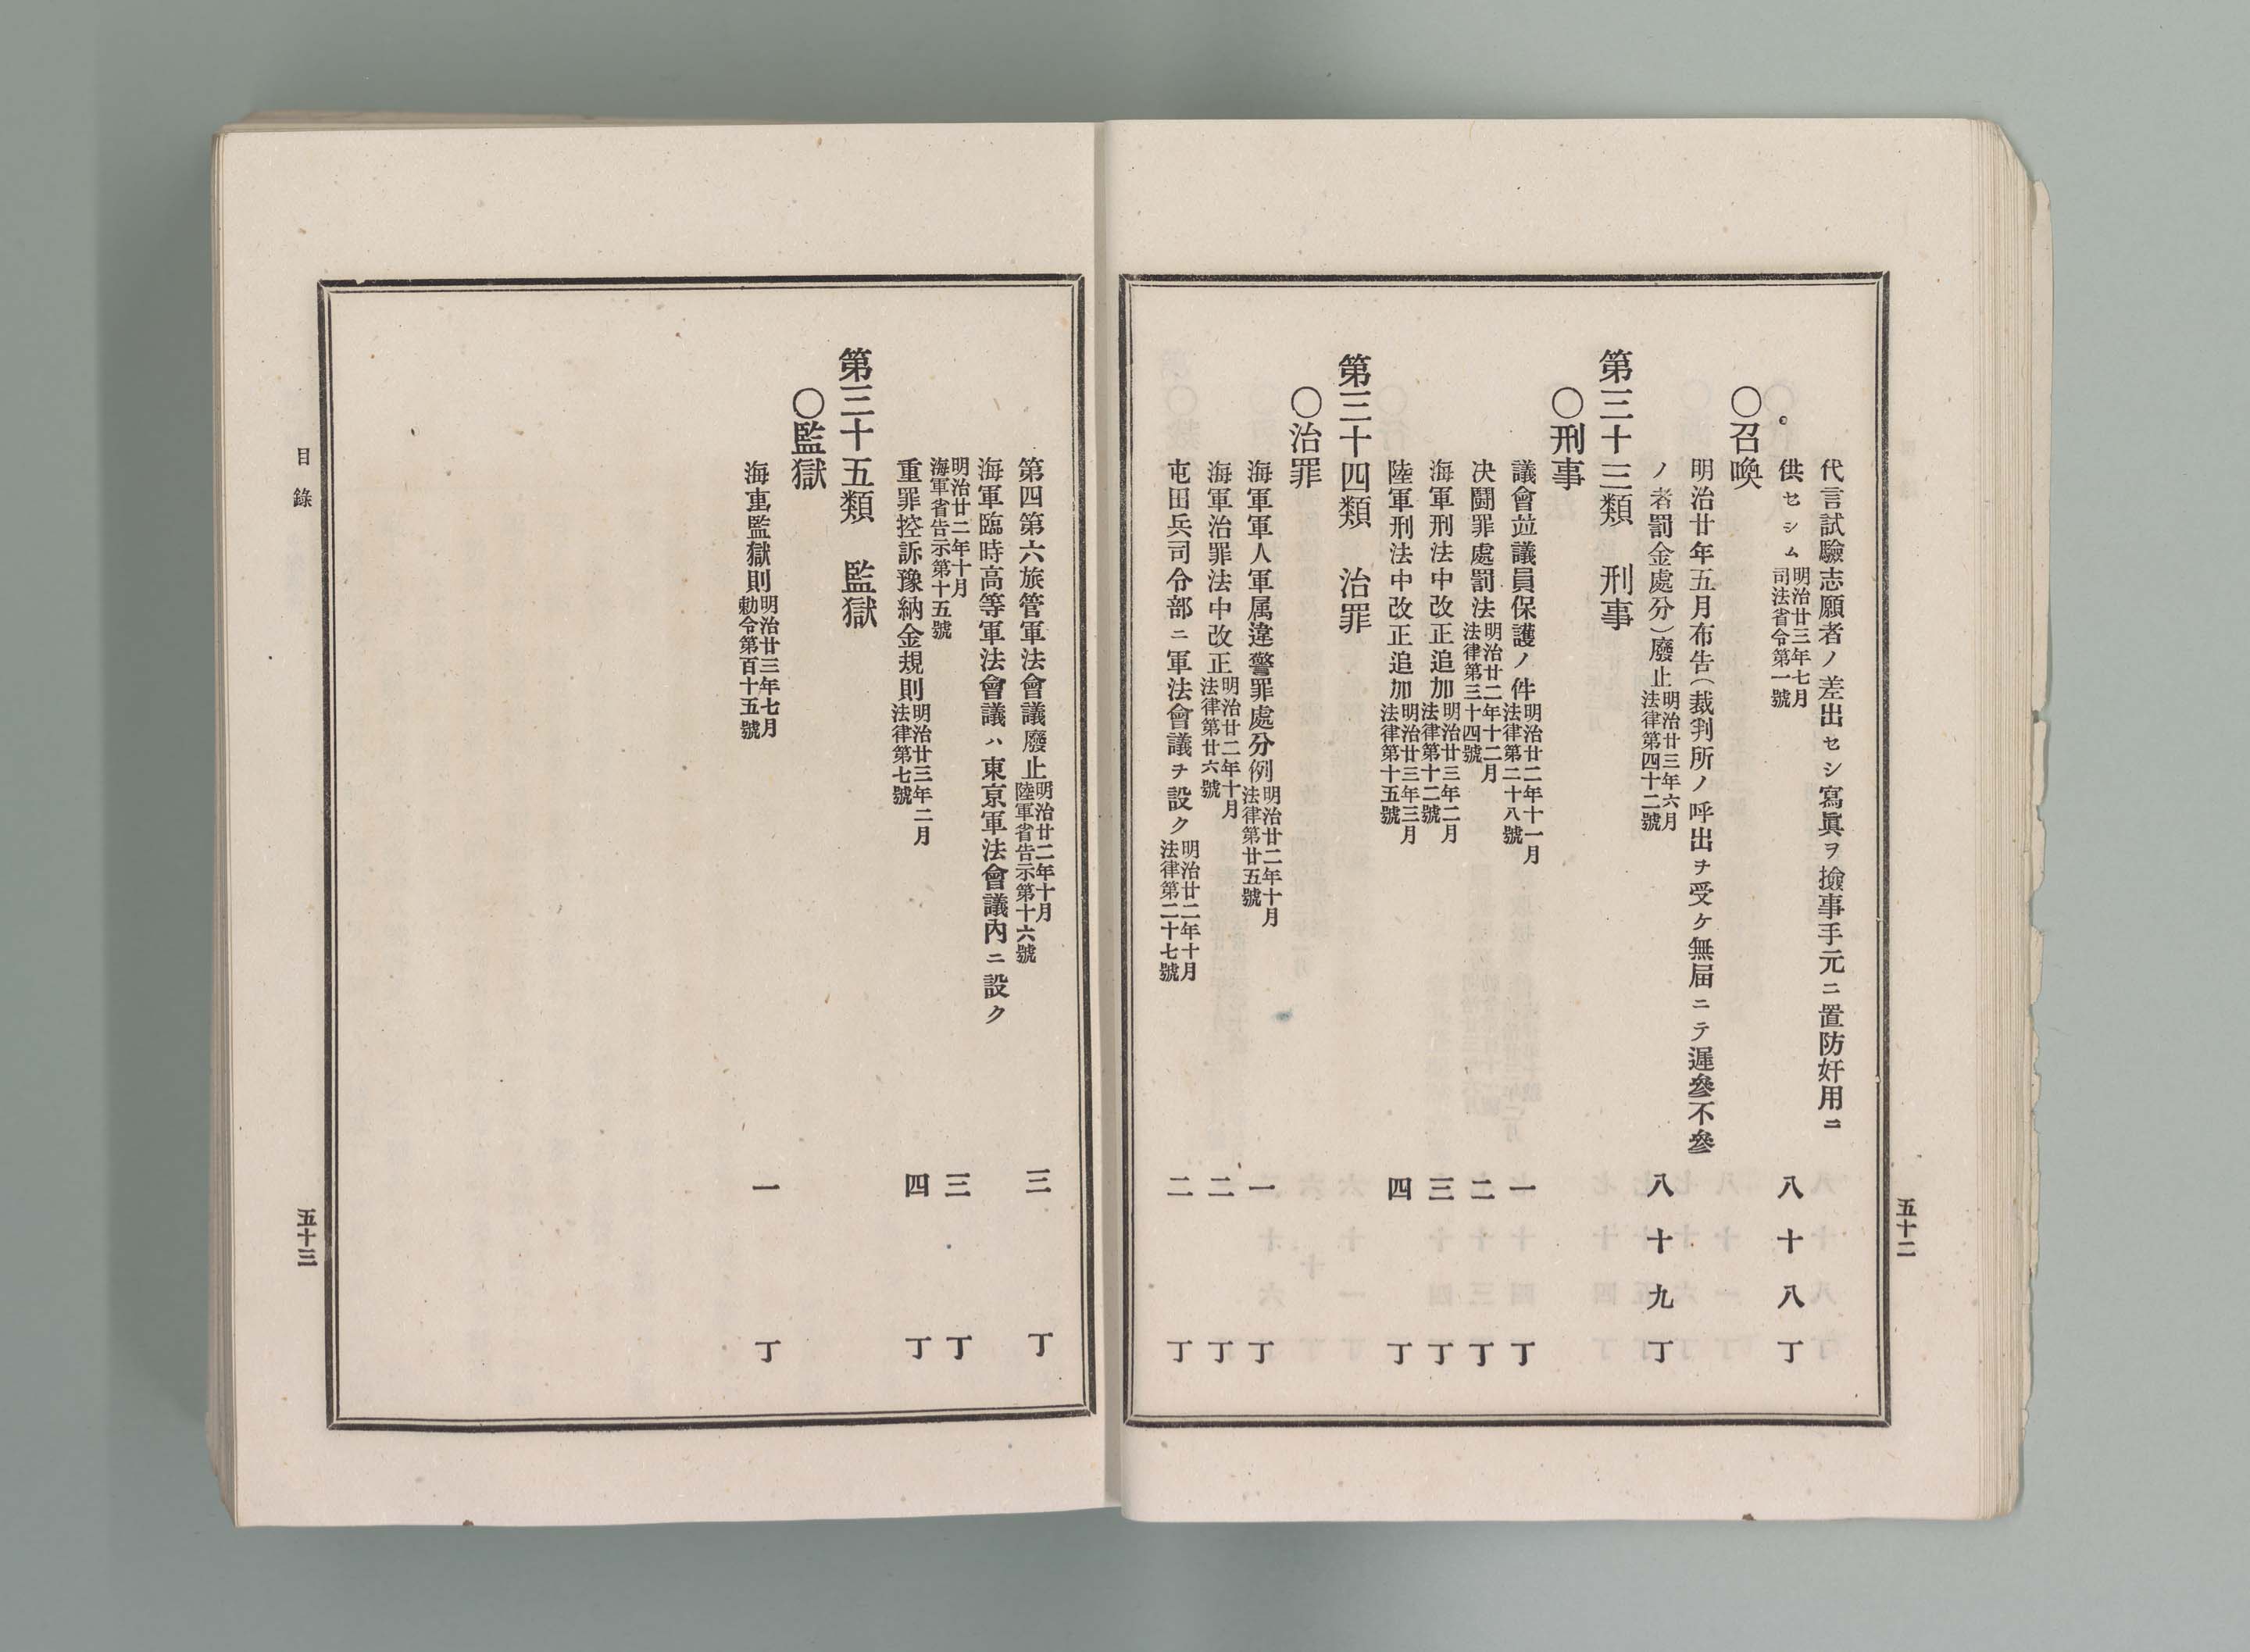 五十二
代言試驗志願者ノ差出セシ寫眞ヲ撿事手元ニ置防奸用ニ
供セシム明治廿三年七月司法省令第一號 八十八丁
〇召喚
明治廿年五月布告(裁判所ノ呼出ヲ受ケ無屆ニテ遲參不參
ノ者罰金處分)廢止明治廿三年六月法律第四十二號 八十九丁
第三十三類 刑事
〇刑事
議會並議員保護ノ件明治廿二年十一月法律第二十八號 一丁
决鬪罪處罰法明治廿二年十二月法律第三十四號 二丁
海軍刑法中改正追加明治廿三年二月法律第十二號 三丁
陸軍刑法中改正追加明治廿三年三月法律第十五號 四丁
第三十四類 治罪
〇治罪
海軍軍人軍属違警罪處分例明治廿二年十月法律第廿五號 一丁
海軍治罪法中改正明治廿二年十月法律第廿六號 二丁
屯田兵司令部ニ軍法會議ヲ設ク明治廿二年十月法律第二十七號 二丁
第四第六旅管軍法會議廢止明治廿二年十月陸軍省告示第十六號 三丁
海軍臨時高等軍法會議ハ東京軍法會議內ニ設ク
明治廿二年十月海軍省告示第十五號 三丁
重罪控訴豫納金規則明治廿三年二月法律第七號 四丁
第三十五類 監獄
〇監獄
海軍監獄則明治廿三年七月勅令第百十五號 一丁
目錄
五十三